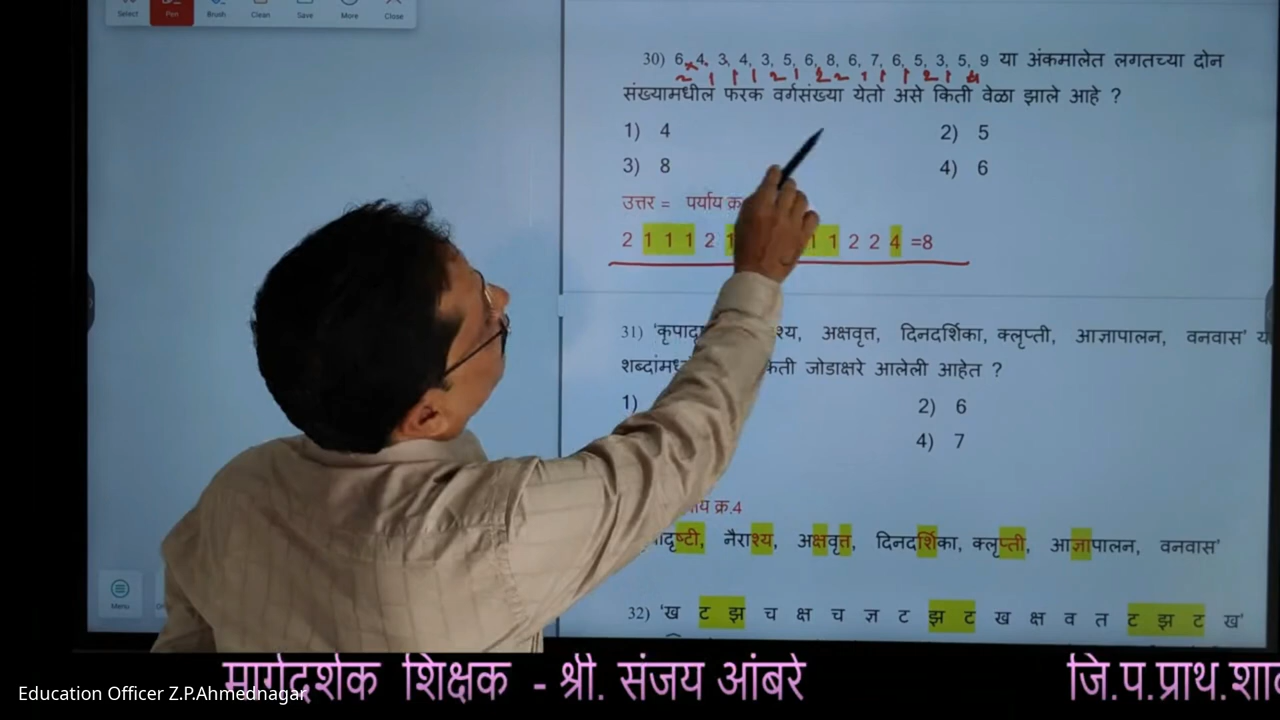 Select Pen Brush Clean Save More Close
30) 6, 4, 3, 4, 3, 5, 6, 8, 6, 7, 6, 5, 3, 5, 9 या अंकमालेत लगतच्या दोन
संख्यामधील फरक वर्गसंख्या येतो असे किती वेळा झाले आहे ?
1) 4 2) 5
3) 8 4) 6
उत्तर = पर्याय क्र
2 1 1 1 2 1 1 1 2 2 4 =8
31) 'कृपादृ श्य, अक्षवृत्त, दिनदर्शिका, क्लृप्ती, आज्ञापालन, वनवास'
किती जोडाक्षरे आलेली आहेत ?
1) 2) 6
4) 7
क्र.4
नैराश्य, अक्षवृत्त, दिनदर्शिका, क्लृप्ती, आज्ञापालन, वनवास'
32) 'ख ट झ च क्ष च ज्ञ ट झ ट ख क्ष व त ट झ ट ख'
Menu
मार्गदर्शक शिक्षक - श्री. संजय आंबरे जि.प.प्राथ.शा
Education Officer Z.P.Ahmednagar